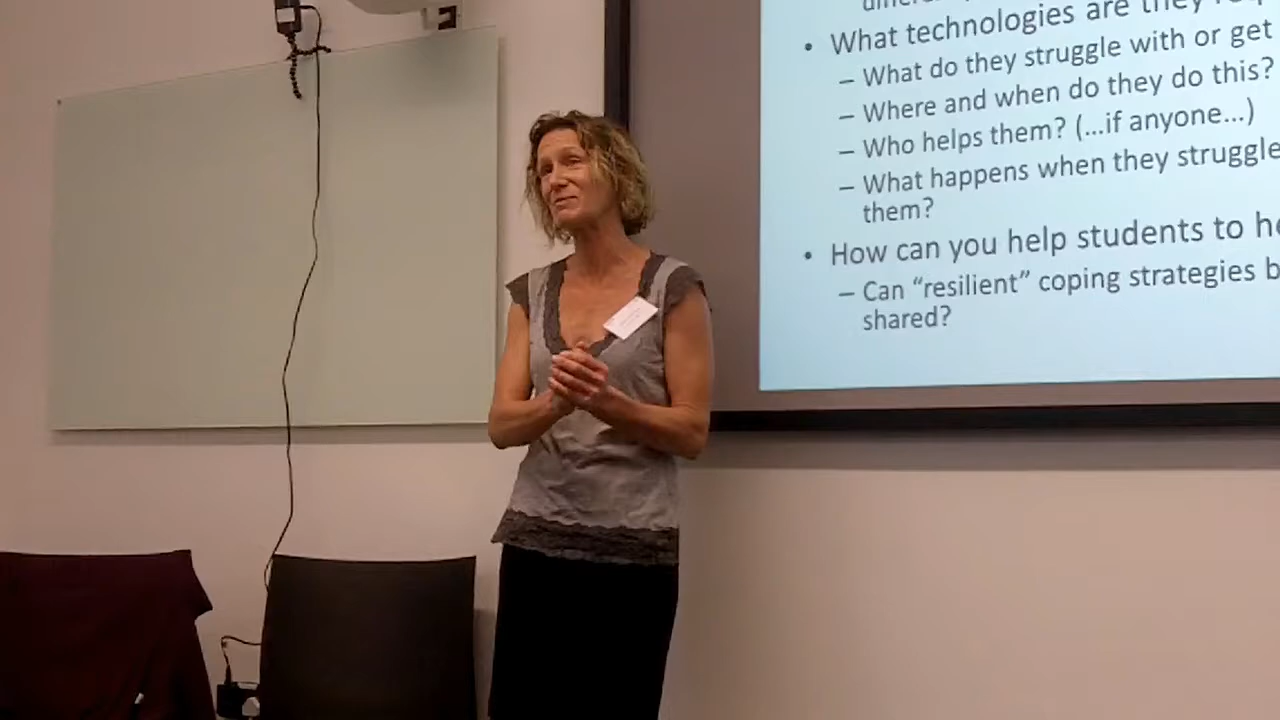 • What technologies are they
– What do they struggle with or get
– Where and when do they do this?
– Who helps them? (...if anyone...)
– What happens when they struggle
them?
• How can you help students to
– Can “resilient” coping strategies
shared?